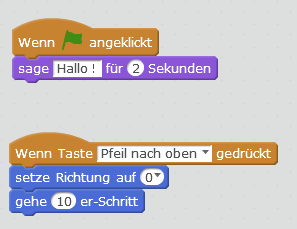 Wenn angeklickt
sage Hallo ! für 2 Sekunden
Wenn Taste Pfeil nach oben gedrückt
setze Richtung auf 0
gehe 10 er-Schritt